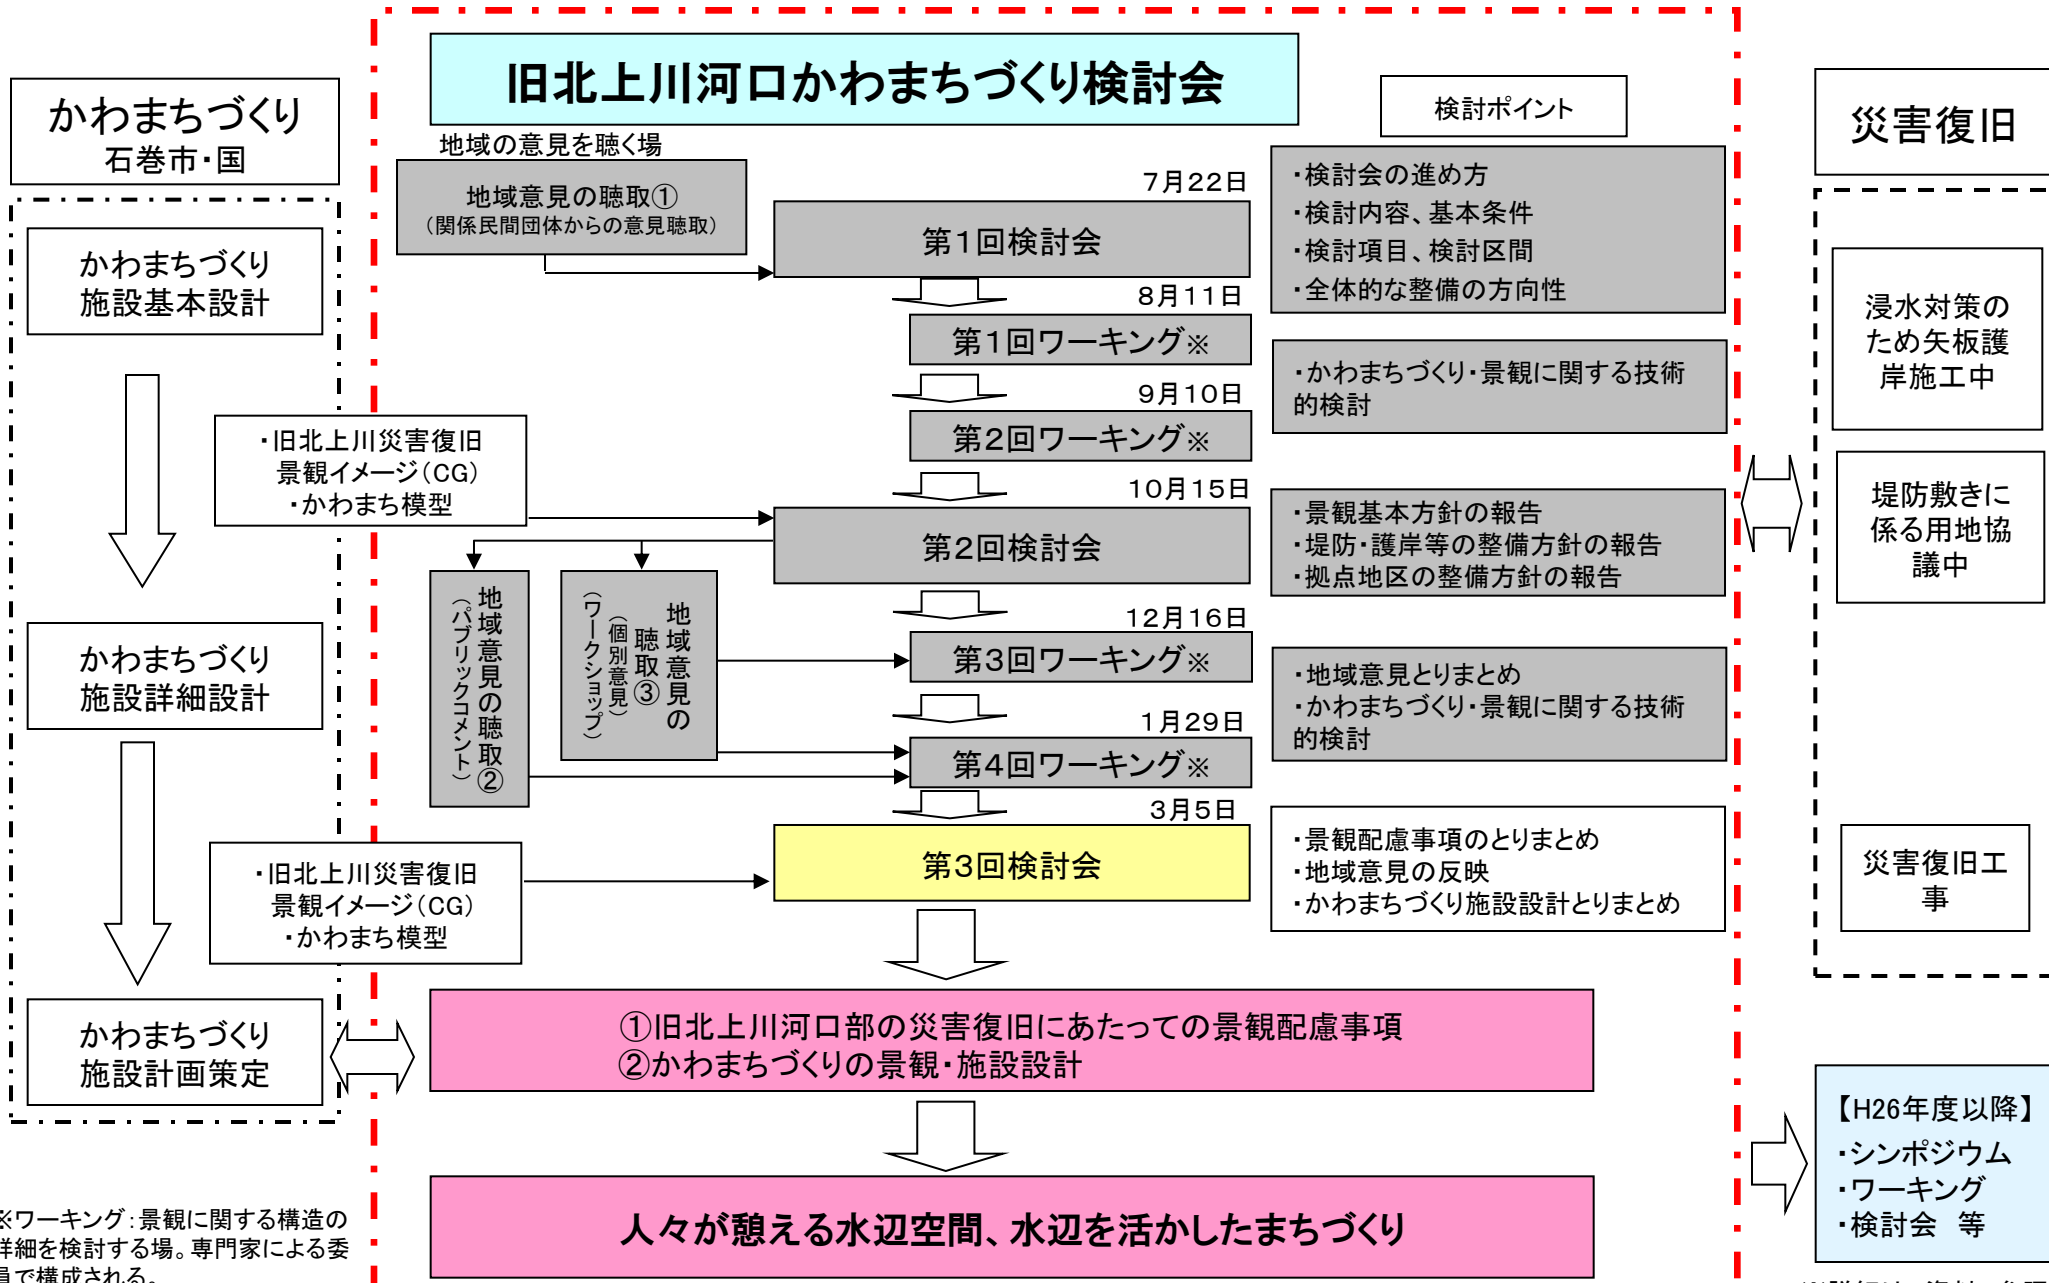 旧北上川河口かわまちづくり検討会
かわまちづくり
石巻市・国
かわまちづくり
施設基本設計
かわまちづくり
施設詳細設計
かわまちづくり
施設計画策定
・旧北上川災害復旧
景観イメージ（CG）
・かわまち模型
・旧北上川災害復旧
景観イメージ（CG）
・かわまち模型
地域の意見を聴く場
地域意見の聴取①
（関係民間団体からの意見聴取）
7月22日
第1回検討会
8月11日
第1回ワーキング※
9月10日
第2回ワーキング※
10月15日
第2回検討会
地域意見の聴取②
（パブリックコメント）
地域意見の
聴取③
（個別意見）
（ワークショップ）
12月16日
第3回ワーキング※
1月29日
第4回ワーキング※
3月5日
第3回検討会
検討ポイント
・検討会の進め方
・検討内容、基本条件
・検討項目、検討区間
・全体的な整備の方向性
・かわまちづくり・景観に関する技術
的検討
・景観基本方針の報告
・堤防・護岸等の整備方針の報告
・拠点地区の整備方針の報告
・地域意見とりまとめ
・かわまちづくり・景観に関する技術
的検討
・景観配慮事項のとりまとめ
・地域意見の反映
・かわまちづくり施設設計とりまとめ
①旧北上川河口部の災害復旧にあたっての景観配慮事項
②かわまちづくりの景観・施設設計
人々が憩える水辺空間、水辺を活かしたまちづくり
災害復旧
浸水対策の
ため矢板護
岸施工中
堤防敷きに
係る用地協
議中
災害復旧工
事
【H26年度以降】
・シンポジウム
・ワーキング
・検討会　等
※ワーキング：景観に関する構造の
詳細を検討する場。専門家による委
員で構成される。